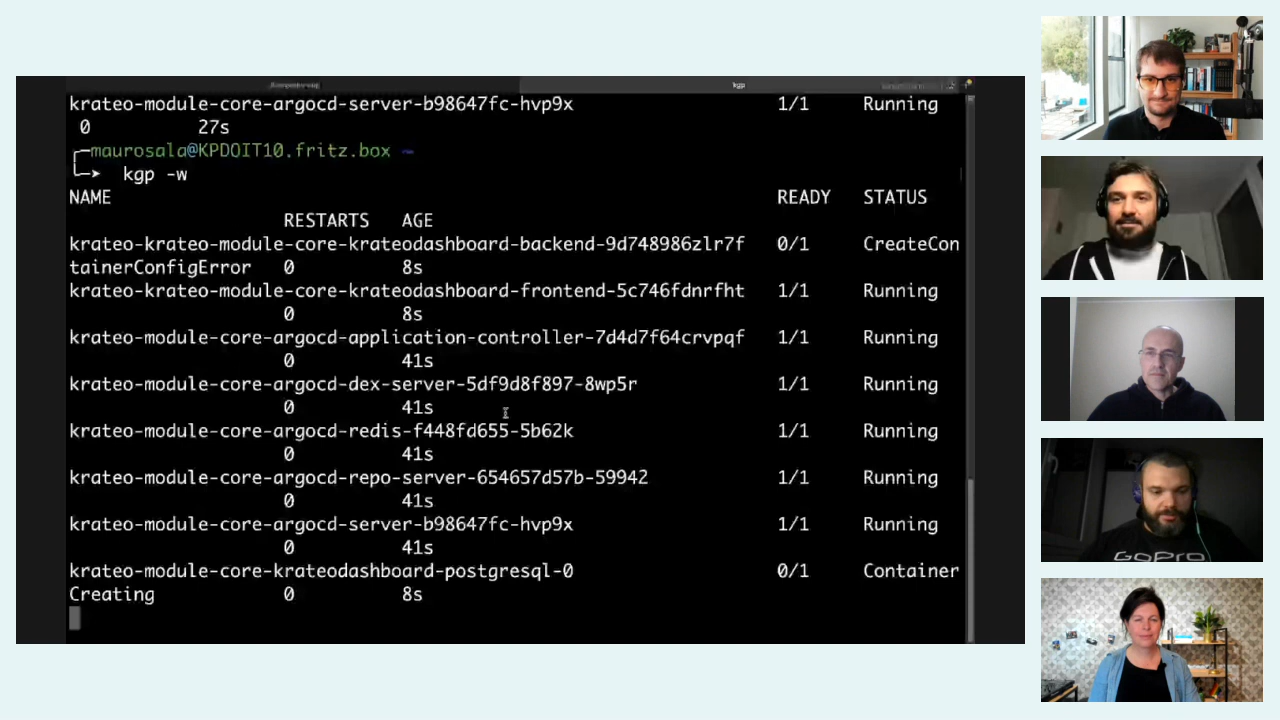 kgp
krateo-module-core-argocd-server-b98647fc-hvp9x 1/1 Running
0 27s
maurosala@KPDOIT10.fritz.box ~
kgp -w
NAME READY STATUS
RESTARTS AGE
krateo-krateo-module-core-krateodashboard-backend-9d748986zlr7f 0/1 CreateCon
tainerConfigError 0 8s
krateo-krateo-module-core-krateodashboard-frontend-5c746fdnrfht 1/1 Running
0 8s
krateo-module-core-argocd-application-controller-7d4d7f64crvpqf 1/1 Running
0 41s
krateo-module-core-argocd-dex-server-5df9d8f897-8wp5r 1/1 Running
0 41s
krateo-module-core-argocd-redis-f448fd655-5b62k 1/1 Running
0 41s
krateo-module-core-argocd-repo-server-654657d57b-59942 1/1 Running
0 41s
krateo-module-core-argocd-server-b98647fc-hvp9x 1/1 Running
0 41s
krateo-module-core-krateodashboard-postgresql-0 0/1 Container
Creating 0 8s
GoPro